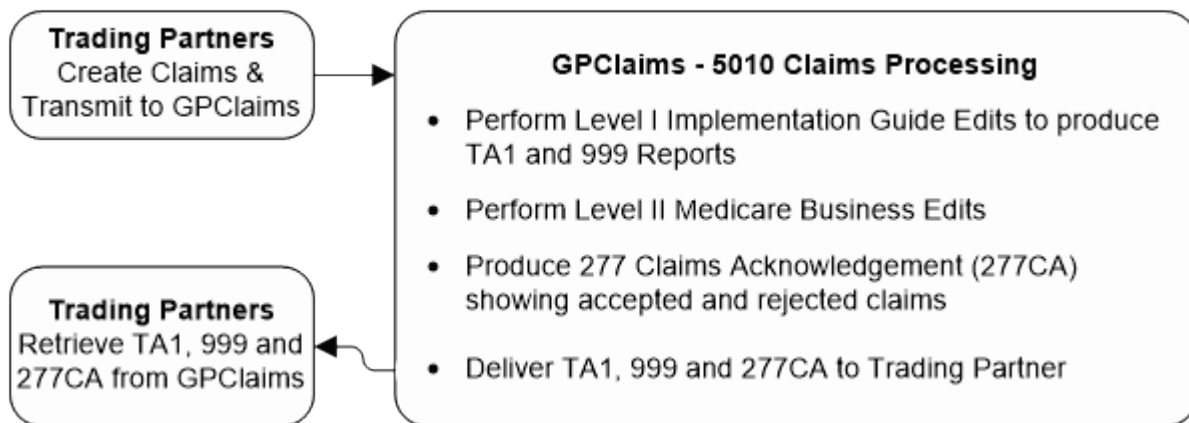 Trading Partners
Create Claims &
Transmit to GPClaims
GPClaims - 5010 Claims Processing
• Perform Level I Implementation Guide Edits to produce
TA1 and 999 Reports
• Perform Level II Medicare Business Edits
• Produce 277 Claims Acknowledgement (277CA)
showing accepted and rejected claims
• Deliver TA1, 999 and 277CA to Trading Partner
Trading Partners
Retrieve TA1, 999 and
277CA from GPClaims